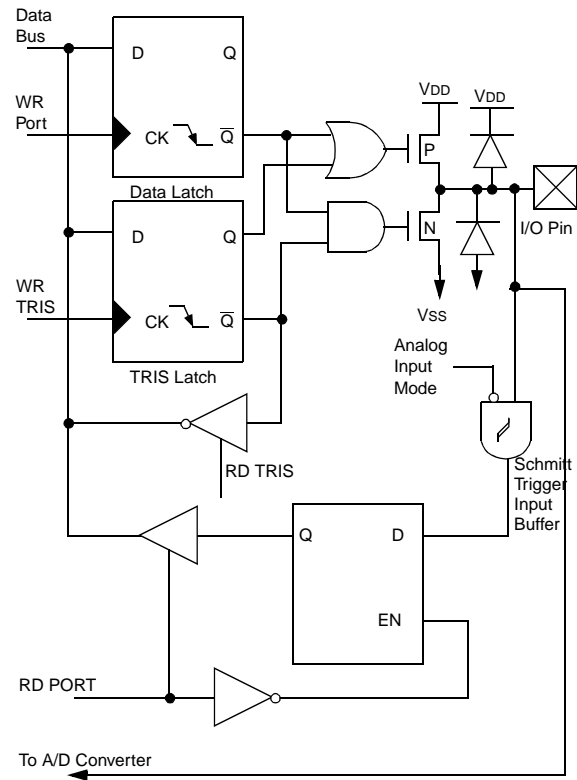 Data
Bus
D
Q
WR
Port
CK
Q
Data Latch
VDD
VDD
P
N
I/O Pin
VSS
D
Q
WR
TRIS
CK
Q
TRIS Latch
Analog
Input
Mode
RD TRIS
Schmitt
Trigger
Input
Buffer
Q
D
EN
RD PORT
To A/D Converter